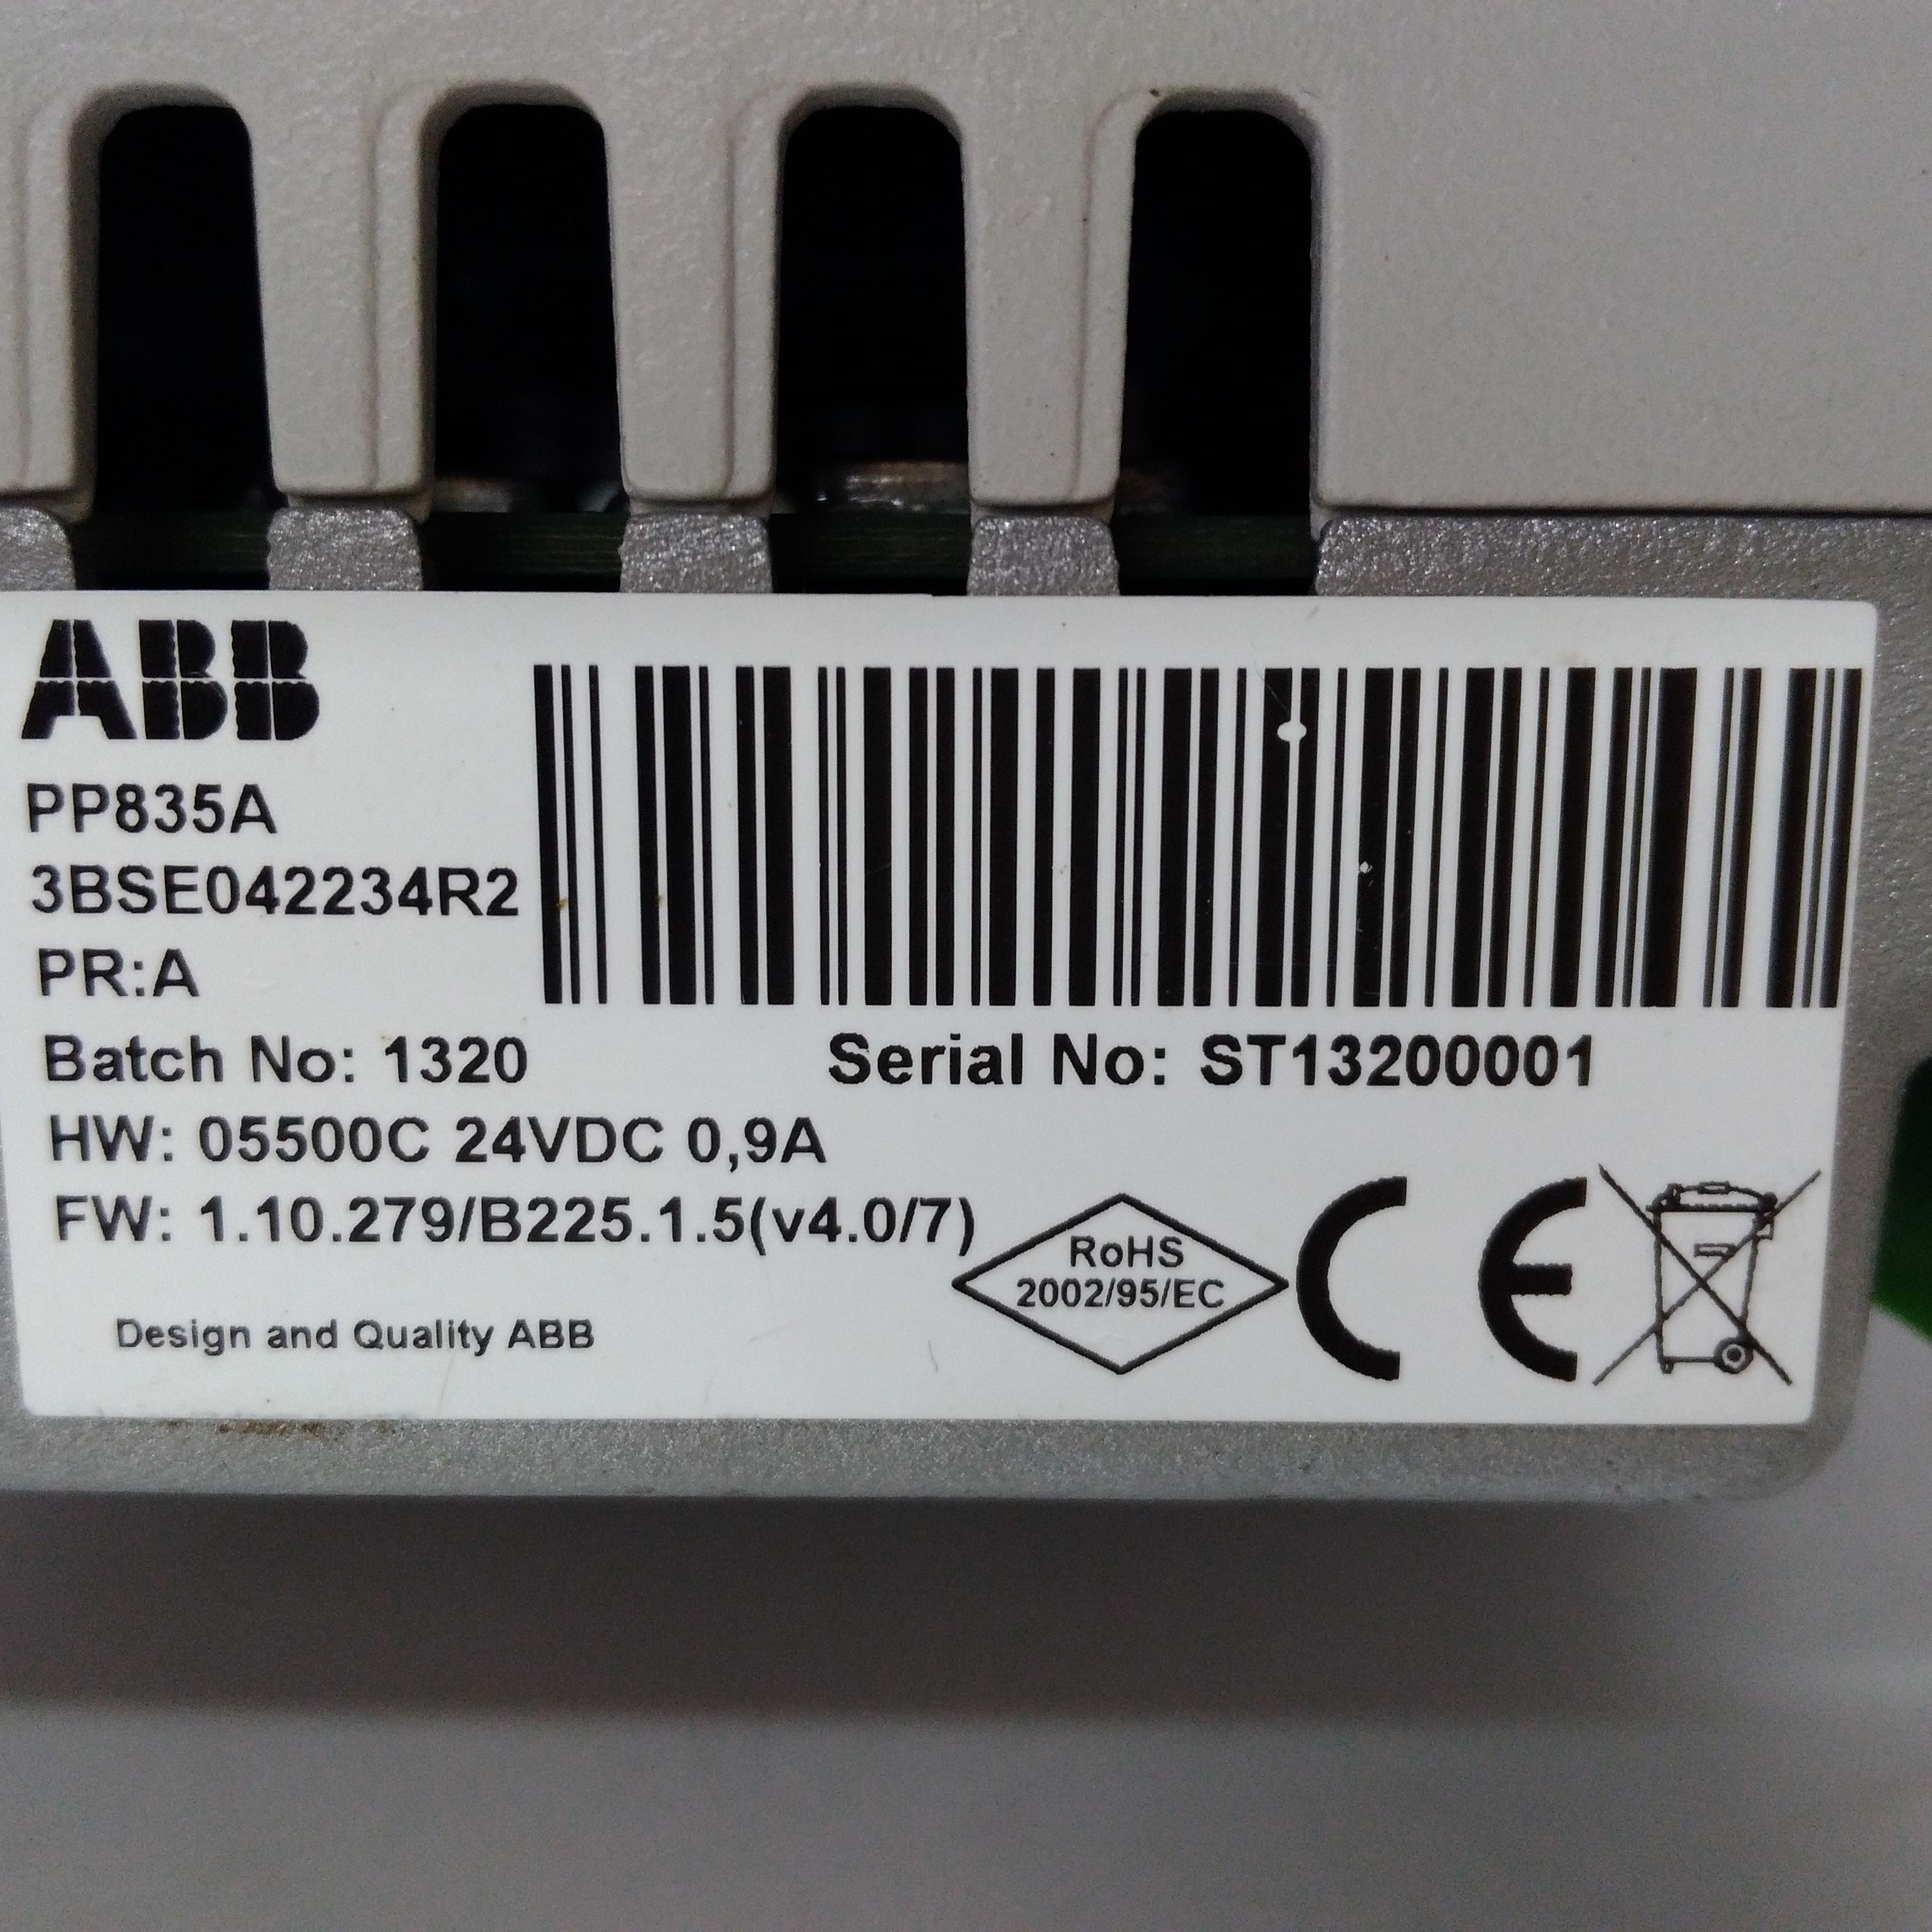 ABB
PP835A
3BSE042234R2
PR:A
Batch No: 1320
Serial No: ST13200001
HW: 05500C 24VDC 0,9A
FW: 1.10.279/B225.1.5(v4.0/7)
RoHS
2002/95/EC
CE
Design and Quality ABB